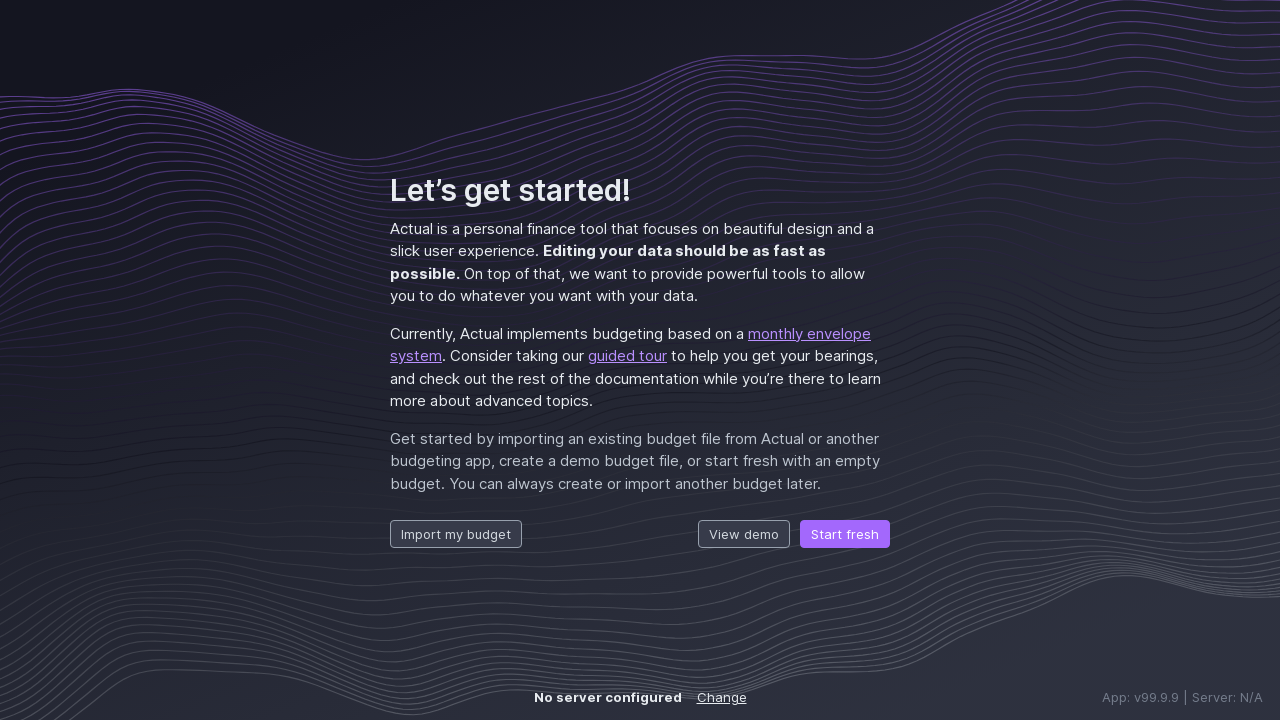 Let’s get started!
Actual is a personal finance tool that focuses on beautiful design and a
slick user experience. Editing your data should be as fast as
possible. On top of that, we want to provide powerful tools to allow
you to do whatever you want with your data.
Currently, Actual implements budgeting based on a monthly envelope
system. Consider taking our guided tour to help you get your bearings,
and check out the rest of the documentation while you’re there to learn
more about advanced topics.
Get started by importing an existing budget file from Actual or another
budgeting app, create a demo budget file, or start fresh with an empty
budget. You can always create or import another budget later.
Import my budget View demo Start fresh
No server configured Change App: v99.9.9 | Server: N/A